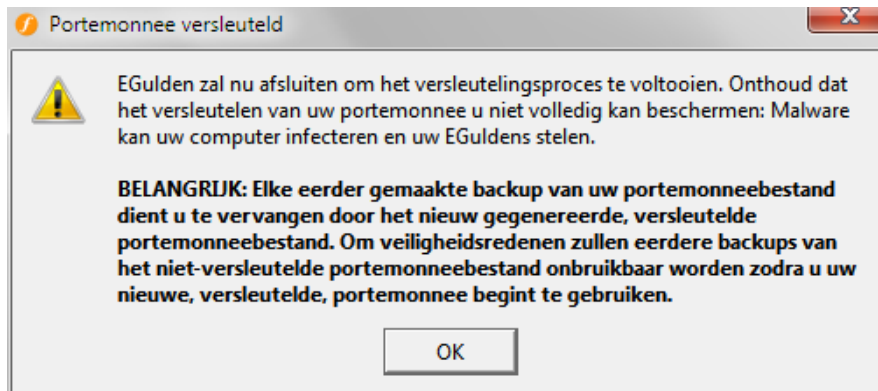 Portemonnee versleuteld
EGulden zal nu afsluiten om het versleutelingsproces te voltooien. Onthoud dat
het versleutelen van uw portemonnee u niet volledig kan beschermen: Malware
kan uw computer infecteren en uw EGuldens stelen.
BELANGRIJK: Elke eerder gemaakte backup van uw portemonneebestand
dient u te vervangen door het nieuw gegenereerde, versleutelde
portemonneebestand. Om veiligheidsredenen zullen eerdere backups van
het niet-versleutelde portemonneebestand onbruikbaar worden zodra u uw
nieuwe, versleutelde, portemonnee begint te gebruiken.
OK